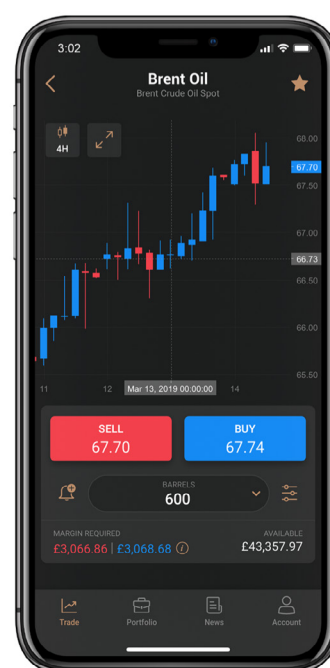 3:02
Brent Oil
Brent Crude Oil Spot
4H
68.00
67.70
67.50
67.00
66.73
66.50
66.00
65.50
11 12 Mar 13, 2019 00:00:00 14
SELL BUY
67.70 67.74
BARRELS
600
MARGIN REQUIRED AVAILABLE
£3,066.86 | £3,068.68 £43,357.97
Trade Portfolio News Account